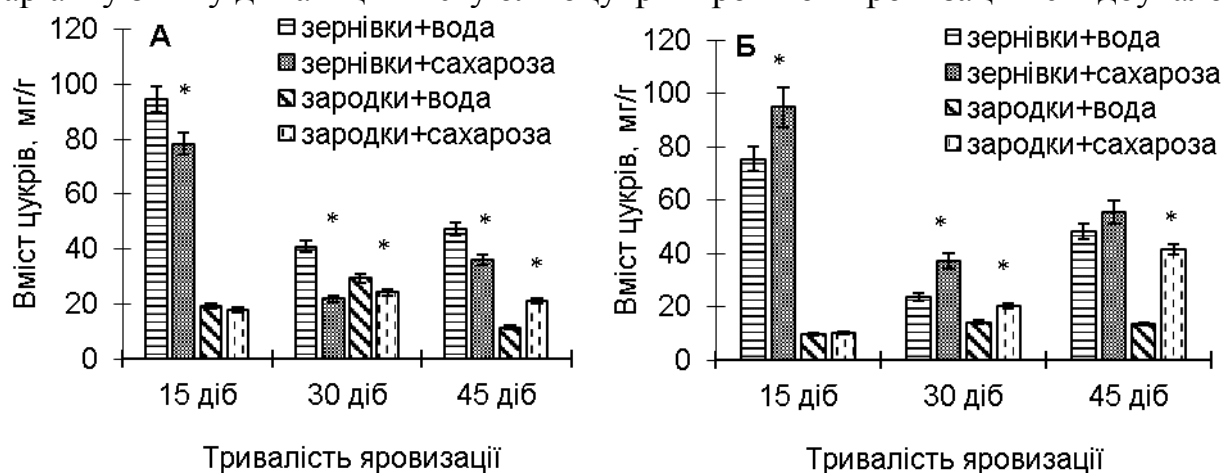 А
зернівки+вода
зернівки+сахароза
зародки+вода
зародки+сахароза
Вміст цукрів, мг/г
120
100
80
60
40
20
0
* * * * *
15 діб 30 діб 45 діб
Тривалість яровизації
Б
зернівки+вода
зернівки+сахароза
зародки+вода
зародки+сахароза
Вміст цукрів, мг/г
120
100
80
60
40
20
0
* * * *
15 діб 30 діб 45 діб
Тривалість яровизації